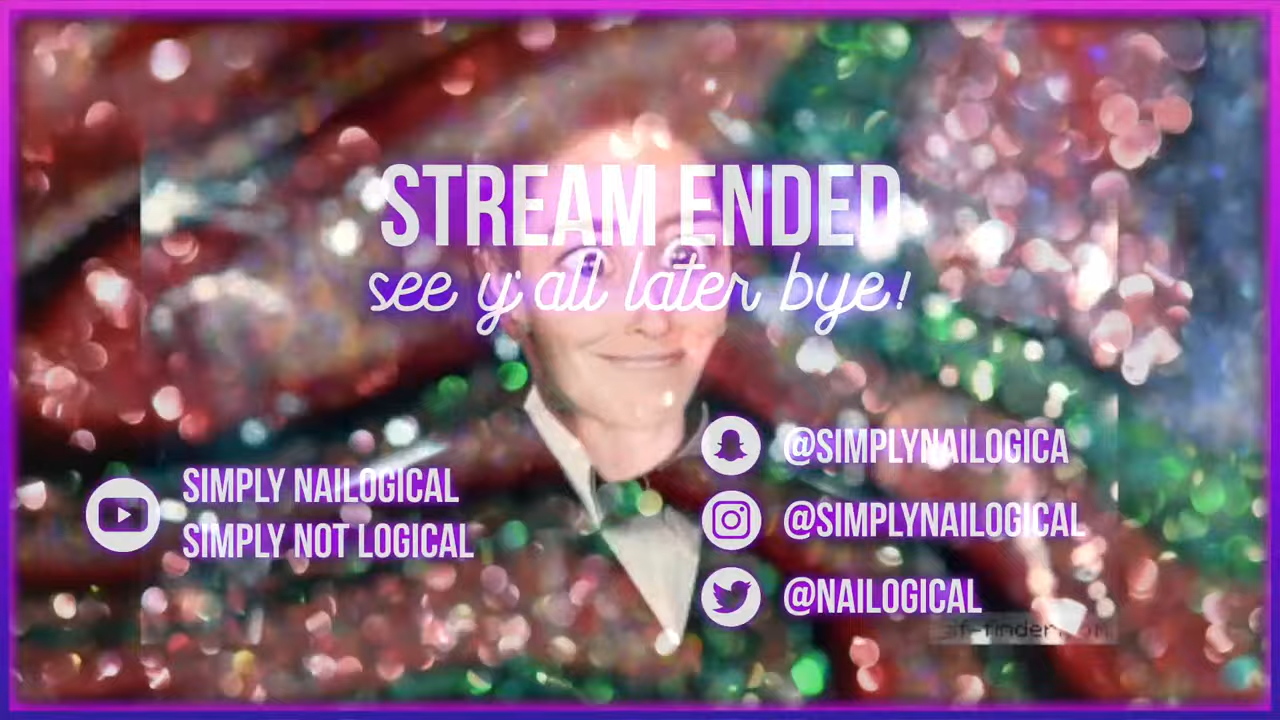 STREAM ENDED
see y'all later bye!
SIMPLY NAILOGICAL
SIMPLY NOT LOGICAL
@SIMPLYNAILOGICA
@SIMPLYNAILOGICAL
@NAILOGICAL